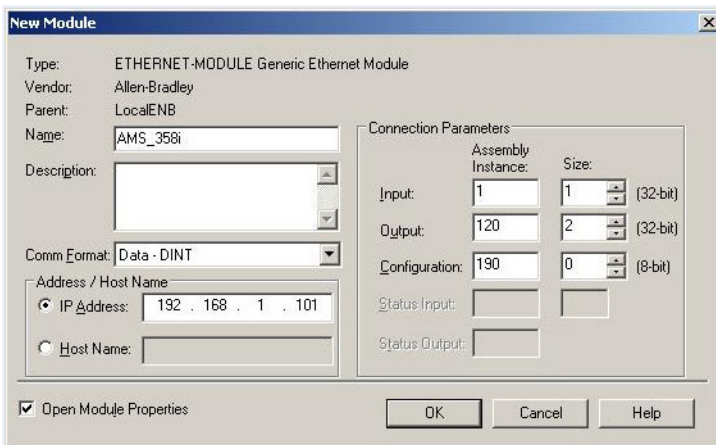 New Module
Type: ETHERNET-MODULE Generic Ethernet Module
Vendor: Allen-Bradley
Parent: LocalENB
Name: AMS_358i
Description:
Comm Format: Data - DINT
Address / Host Name
IP Address: 192 . 168 . 1 . 101
Host Name:
Connection Parameters
Assembly Instance: Size:
Input: 1 1 (32-bit)
Output: 120 2 (32-bit)
Configuration: 190 0 (8-bit)
Status Input:
Status Output:
Open Module Properties
OK Cancel Help